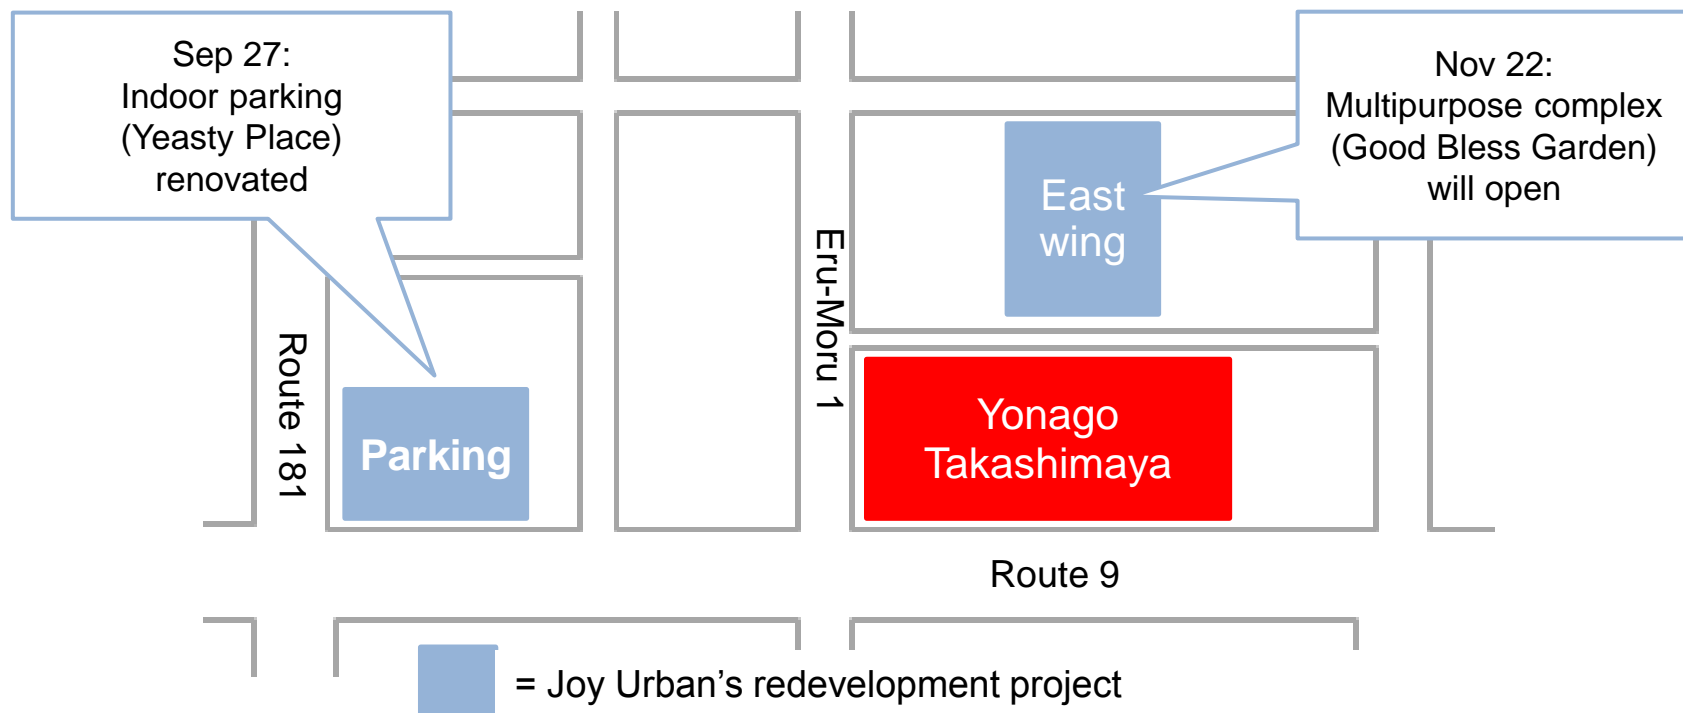 Sep 27:
Indoor parking
(Yeasty Place)
renovated
Nov 22:
Multipurpose complex
(Good Bless Garden)
will open
East
wing
Eru-Moru 1
Route 181
Parking
Yonago
Takashimaya
Route 9
= Joy Urban’s redevelopment project